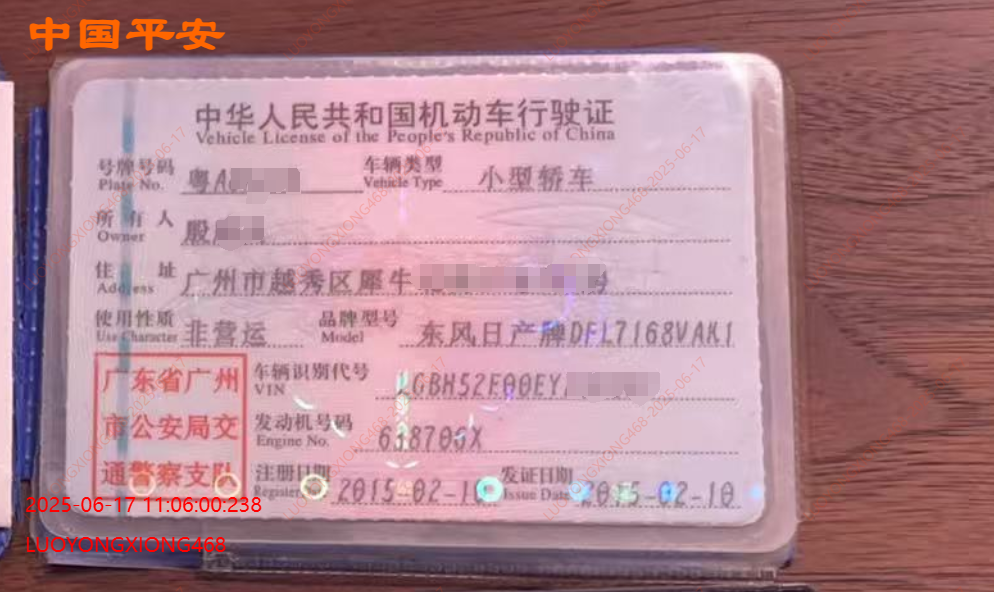 中国平安
中华人民共和国机动车行驶证
Vehicle License of the People's Republic of China
号牌号码 粤A 车辆类型 小型轿车
Plate No. Vehicle Type
所有人
Owner
住址 广州市越秀区犀牛
Address
使用性质 非营运 品牌型号 东风日产牌DFL7168VAK1
Use Character Model
广东省广州
市公安局交
通警察支队
车辆识别代号 LGBH52E00EY
VIN
发动机号码
Engine No.
注册日期 2015-02-10 发证日期 2015-02-10
Register Issue Date
2025-06-17 11:06:00:238
LUOYONGXIONG468